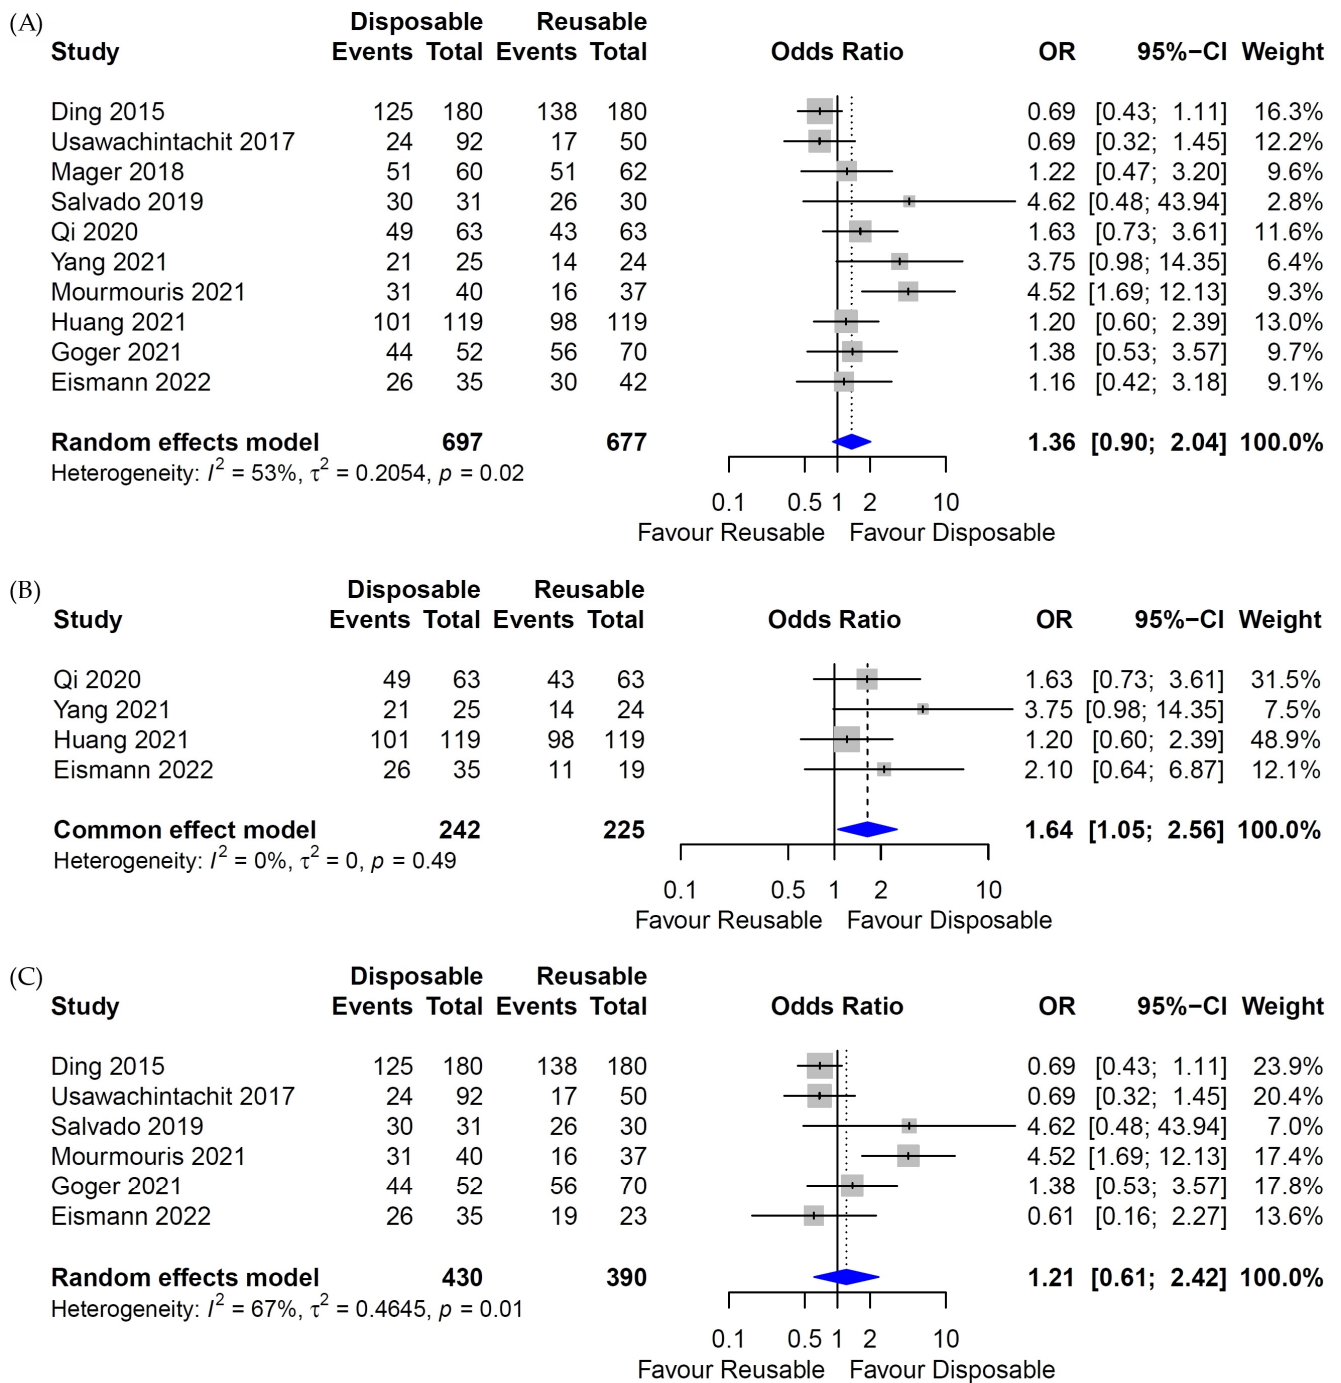 (A)
Disposable Reusable
Study Events Total Events Total Odds Ratio OR 95%−CI Weight
Ding 2015 125 180 138 180 0.69 [0.43; 1.11] 16.3%
Usawachintachit 2017 24 92 17 50 0.69 [0.32; 1.45] 12.2%
Mager 2018 51 60 51 62 1.22 [0.47; 3.20] 9.6%
Salvado 2019 30 31 26 30 4.62 [0.48; 43.94] 2.8%
Qi 2020 49 63 43 63 1.63 [0.73; 3.61] 11.6%
Yang 2021 21 25 14 24 3.75 [0.98; 14.35] 6.4%
Mourmouris 2021 31 40 16 37 4.52 [1.69; 12.13] 9.3%
Huang 2021 101 119 98 119 1.20 [0.60; 2.39] 13.0%
Goger 2021 44 52 56 70 1.38 [0.53; 3.57] 9.7%
Eismann 2022 26 35 30 42 1.16 [0.42; 3.18] 9.1%
Random effects model 697 677 1.36 [0.90; 2.04] 100.0%
Heterogeneity: I² = 53%, τ² = 0.2054, p = 0.02
0.1 0.5 1 2 10
Favour Reusable Favour Disposable
(B)
Disposable Reusable
Study Events Total Events Total Odds Ratio OR 95%−CI Weight
Qi 2020 49 63 43 63 1.63 [0.73; 3.61] 31.5%
Yang 2021 21 25 14 24 3.75 [0.98; 14.35] 7.5%
Huang 2021 101 119 98 119 1.20 [0.60; 2.39] 48.9%
Eismann 2022 26 35 11 19 2.10 [0.64; 6.87] 12.1%
Common effect model 242 225 1.64 [1.05; 2.56] 100.0%
Heterogeneity: I² = 0%, τ² = 0, p = 0.49
0.1 0.5 1 2 10
Favour Reusable Favour Disposable
(C)
Disposable Reusable
Study Events Total Events Total Odds Ratio OR 95%−CI Weight
Ding 2015 125 180 138 180 0.69 [0.43; 1.11] 23.9%
Usawachintachit 2017 24 92 17 50 0.69 [0.32; 1.45] 20.4%
Salvado 2019 30 31 26 30 4.62 [0.48; 43.94] 7.0%
Mourmouris 2021 31 40 16 37 4.52 [1.69; 12.13] 17.4%
Goger 2021 44 52 56 70 1.38 [0.53; 3.57] 17.8%
Eismann 2022 26 35 19 23 0.61 [0.16; 2.27] 13.6%
Random effects model 430 390 1.21 [0.61; 2.42] 100.0%
Heterogeneity: I² = 67%, τ² = 0.4645, p = 0.01
0.1 0.5 1 2 10
Favour Reusable Favour Disposable